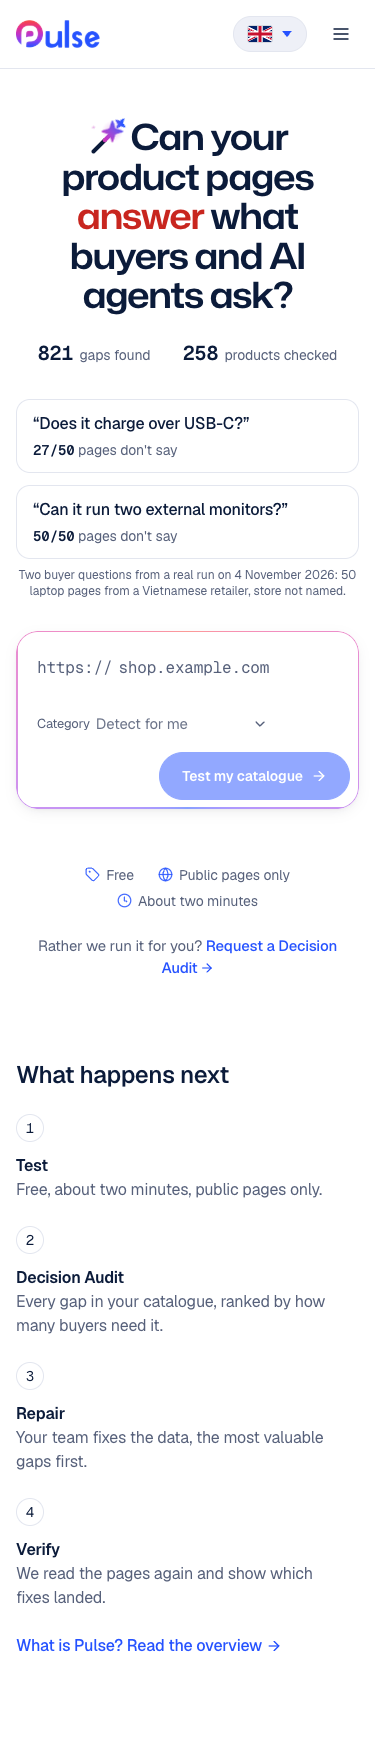 Pulse
Can your
product pages
answer what
buyers and AI
agents ask?
821 gaps found 258 products checked
“Does it charge over USB-C?”
27/50 pages don't say
“Can it run two external monitors?”
50/50 pages don't say
Two buyer questions from a real run on 4 November 2026: 50
laptop pages from a Vietnamese retailer, store not named.
https:// shop.example.com
Category Detect for me
Test my catalogue →
Free Public pages only
About two minutes
Rather we run it for you? Request a Decision
Audit →
What happens next
1
Test
Free, about two minutes, public pages only.
2
Decision Audit
Every gap in your catalogue, ranked by how
many buyers need it.
3
Repair
Your team fixes the data, the most valuable
gaps first.
4
Verify
We read the pages again and show which
fixes landed.
What is Pulse? Read the overview →